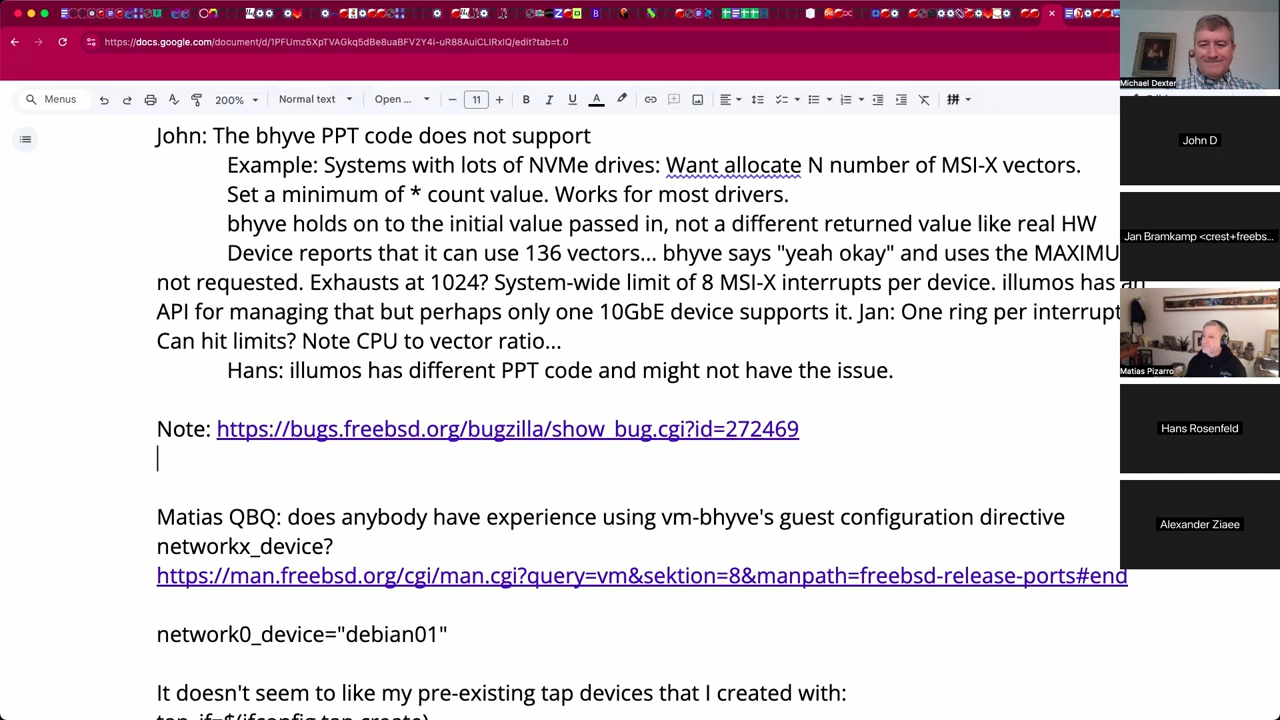 https://docs.google.com/document/d/1PFUmz6XpTVAGkq5dBe8uaBFV2Y4i-uR88AuiCLIRxIQ/edit?tab=t.0
Menus
200%
Normal text
Open ...
11
John: The bhyve PPT code does not support
Example: Systems with lots of NVMe drives: Want allocate N number of MSI-X vectors.
Set a minimum of * count value. Works for most drivers.
bhyve holds on to the initial value passed in, not a different returned value like real HW
Device reports that it can use 136 vectors... bhyve says "yeah okay" and uses the MAXIMU
not requested. Exhausts at 1024? System-wide limit of 8 MSI-X interrupts per device. illumos has an
API for managing that but perhaps only one 10GbE device supports it. Jan: One ring per interrupt
Can hit limits? Note CPU to vector ratio...
Hans: illumos has different PPT code and might not have the issue.
Note: https://bugs.freebsd.org/bugzilla/show_bug.cgi?id=272469
Matias QBQ: does anybody have experience using vm-bhyve's guest configuration directive
networkx_device?
https://man.freebsd.org/cgi/man.cgi?query=vm&sektion=8&manpath=freebsd-release-ports#end
network0_device="debian01"
It doesn't seem to like my pre-existing tap devices that I created with:
tap_if=$(ifconfig tap create)
Michael Dexter
John D
Jan Bramkamp <crest+freebs...
Matias Pizarro
Hans Rosenfeld
Alexander Ziaee